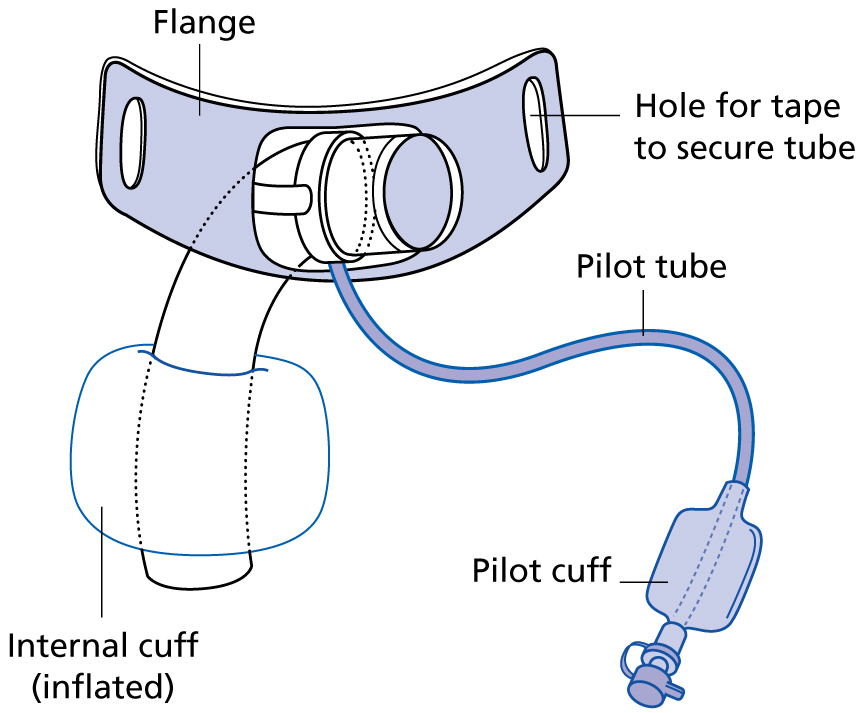 Flange
Hole for tape
to secure tube
Pilot tube
Pilot cuff
Internal cuff
(inflated)